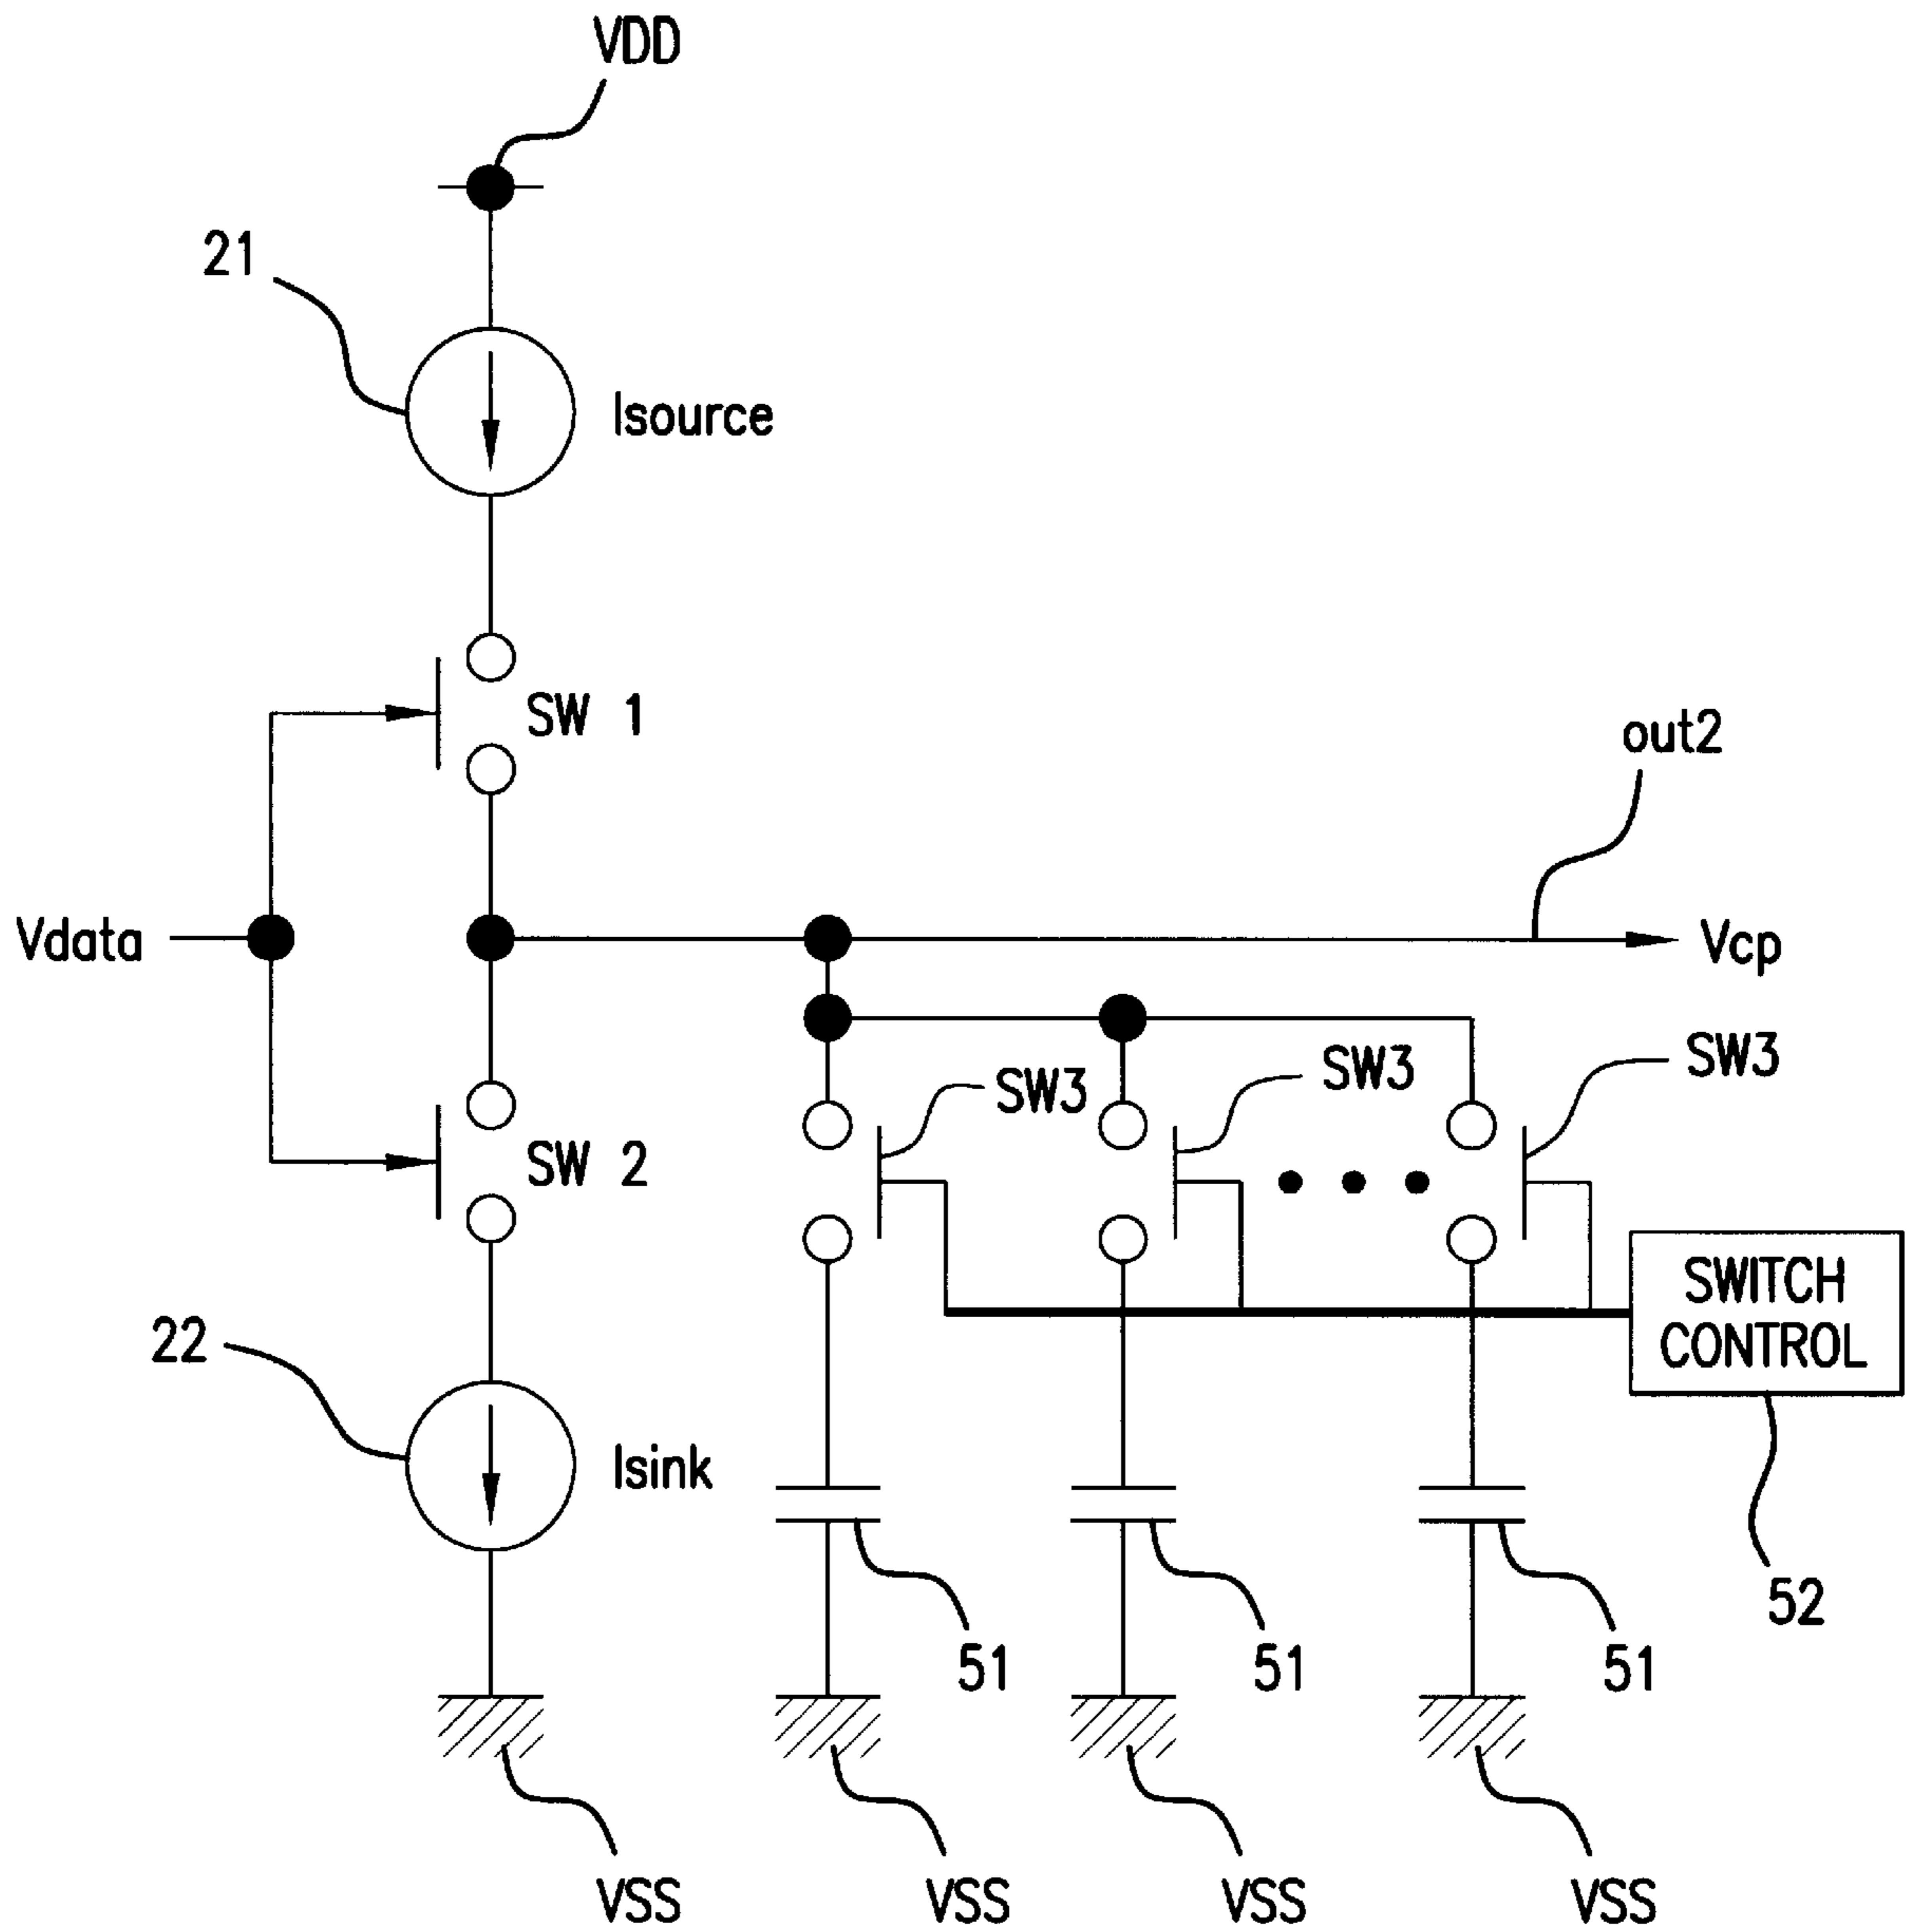 VDD
21
Isource
SW 1
out2
Vdata
Vcp
SW3
SW3
SW3
SW 2
SWITCH
CONTROL
22
Isink
52
51
51
51
VSS
VSS
VSS
VSS